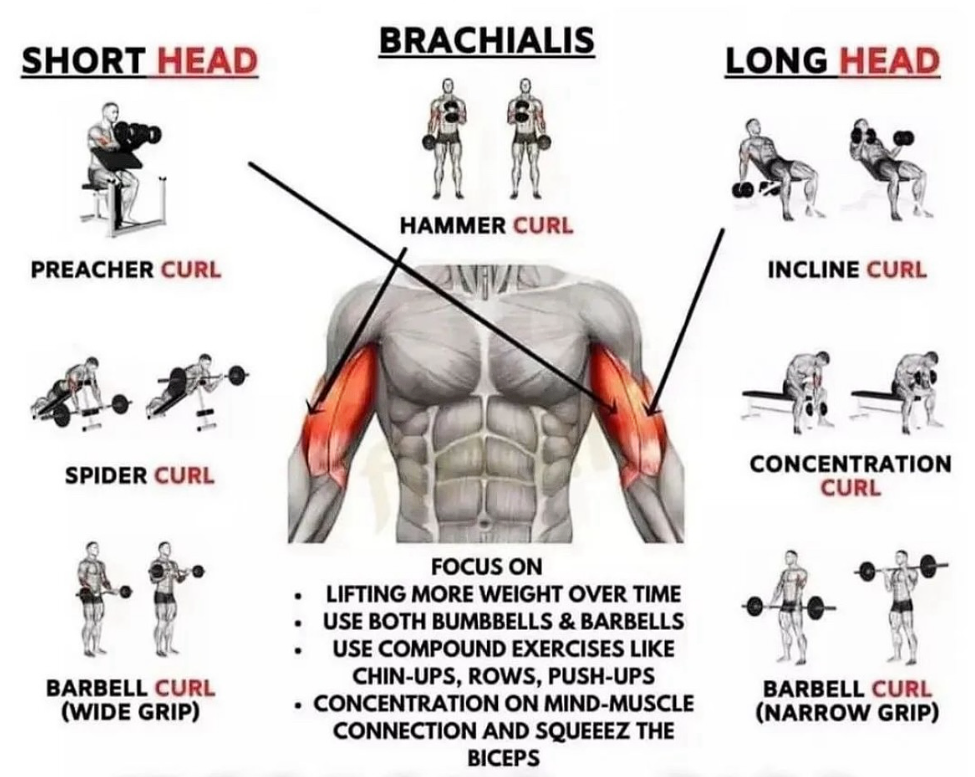 SHORT HEAD
BRACHIALIS
LONG HEAD
HAMMER CURL
PREACHER CURL
INCLINE CURL
SPIDER CURL
CONCENTRATION
CURL
BARBELL CURL
(WIDE GRIP)
FOCUS ON
• LIFTING MORE WEIGHT OVER TIME
• USE BOTH BUMBBELLS & BARBELLS
• USE COMPOUND EXERCISES LIKE
CHIN-UPS, ROWS, PUSH-UPS
• CONCENTRATION ON MIND-MUSCLE
CONNECTION AND SQUEEEZ THE
BICEPS
BARBELL CURL
(NARROW GRIP)